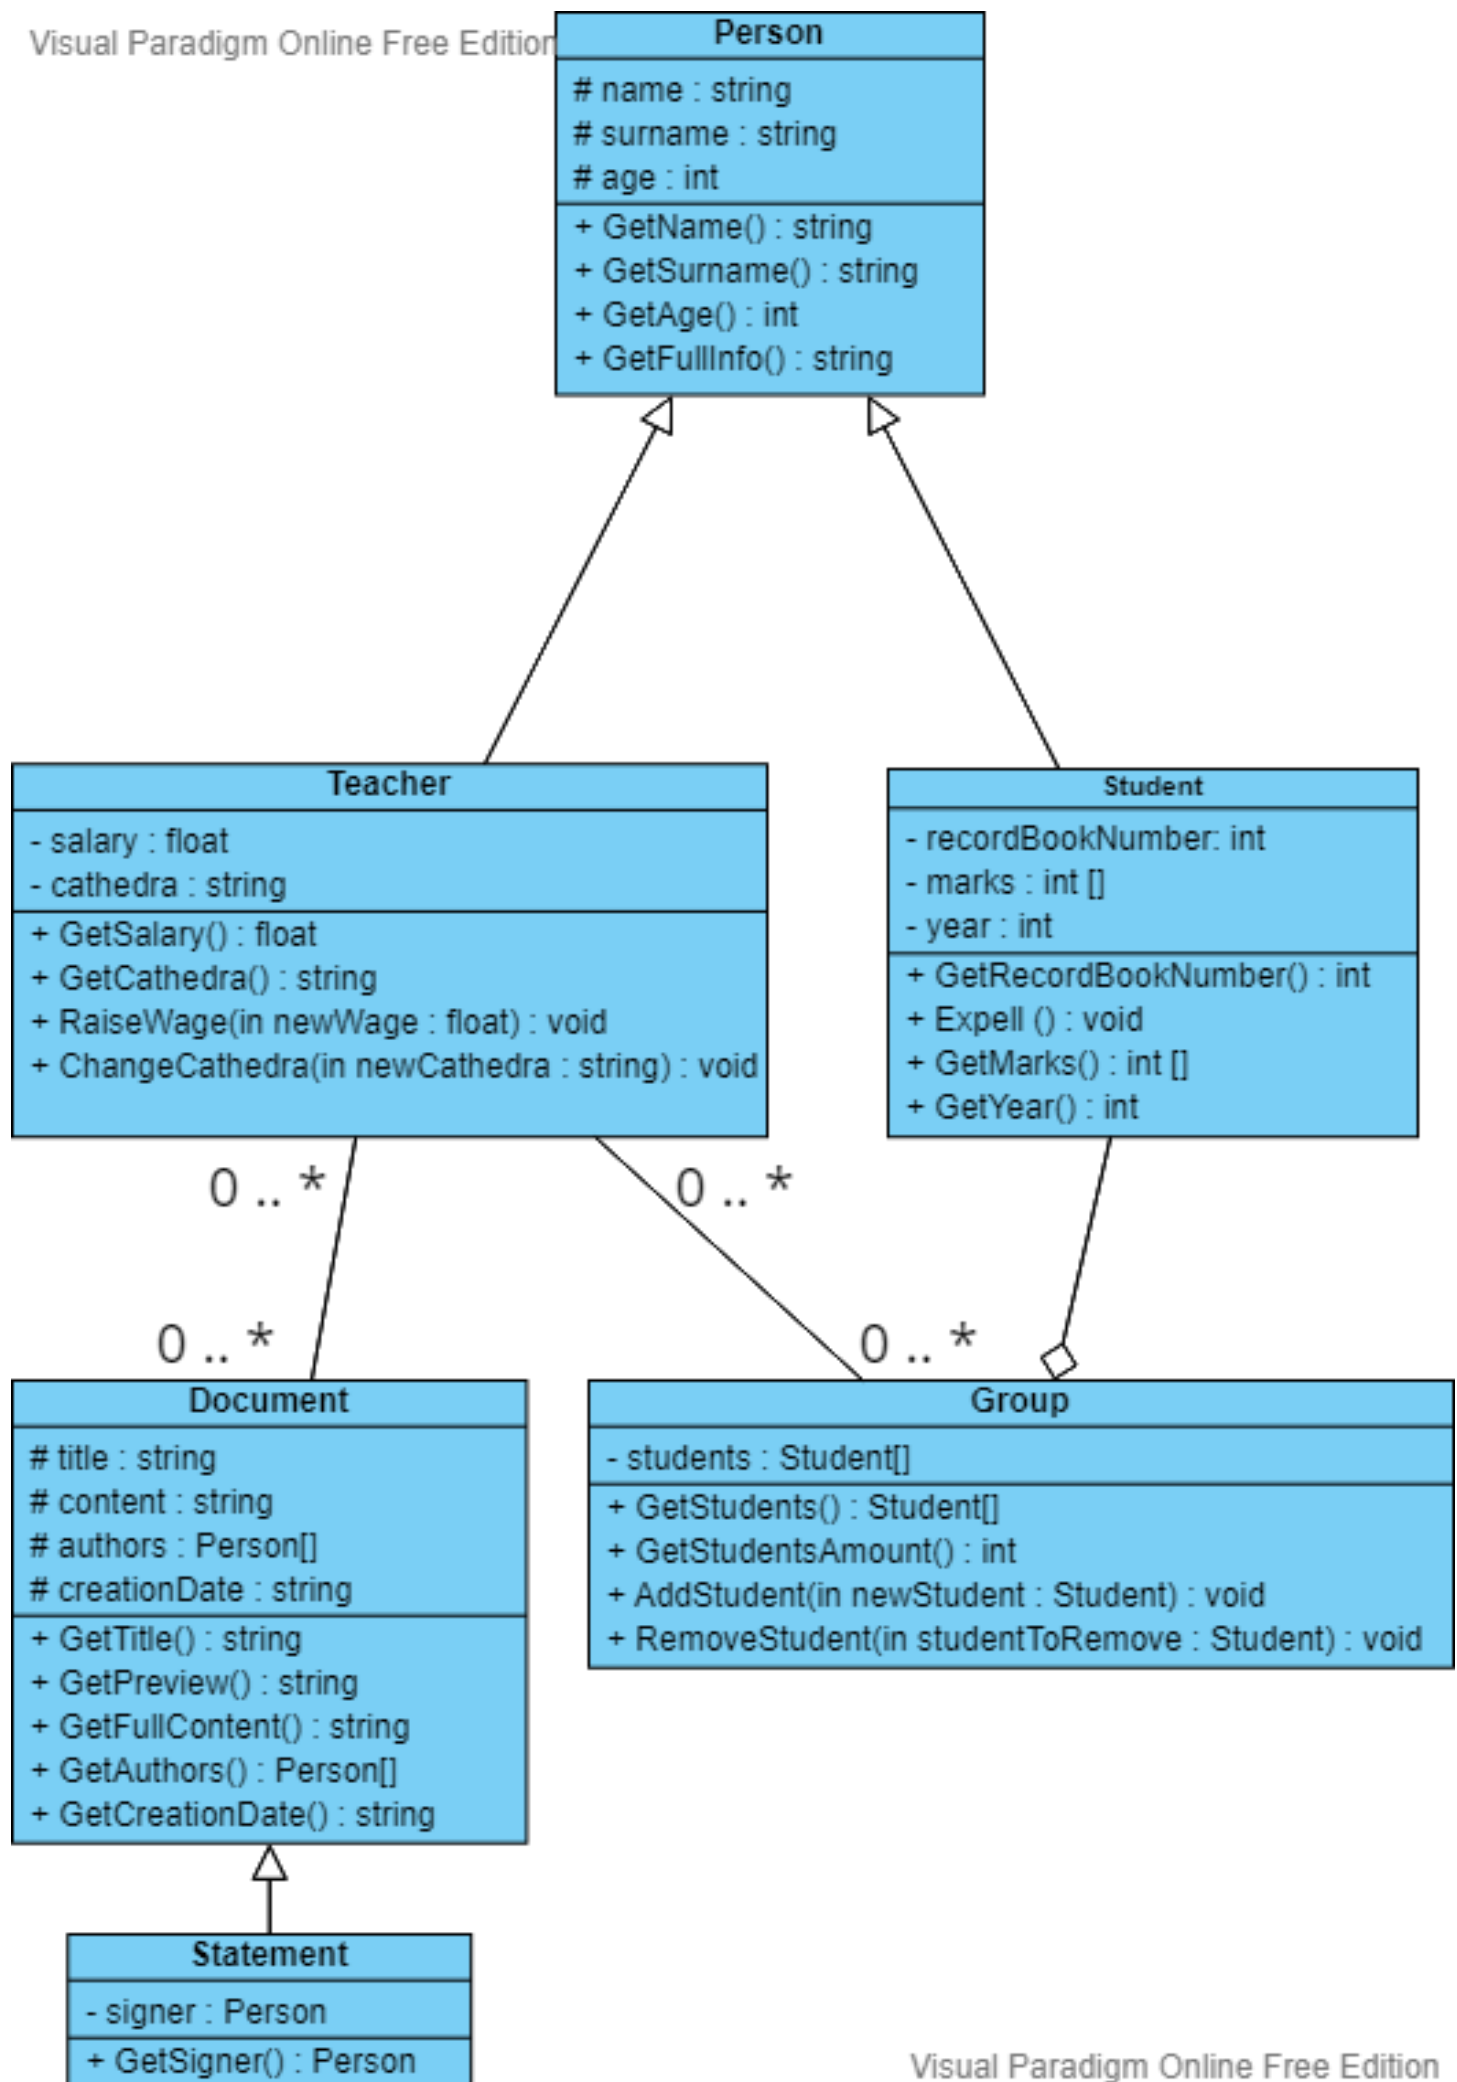 Visual Paradigm Online Free Edition
Person
# name : string
# surname : string
# age : int
+ GetName() : string
+ GetSurname() : string
+ GetAge() : int
+ GetFullInfo() : string
Teacher
- salary : float
- cathedra : string
+ GetSalary() : float
+ GetCathedra() : string
+ RaiseWage(in newWage : float) : void
+ ChangeCathedra(in newCathedra : string) : void
Student
- recordBookNumber: int
- marks : int []
- year : int
+ GetRecordBookNumber() : int
+ Expell () : void
+ GetMarks() : int []
+ GetYear() : int
0 .. *
0 .. *
0 .. *
0 .. *
Document
# title : string
# content : string
# authors : Person[]
# creationDate : string
+ GetTitle() : string
+ GetPreview() : string
+ GetFullContent() : string
+ GetAuthors() : Person[]
+ GetCreationDate() : string
Group
- students : Student[]
+ GetStudents() : Student[]
+ GetStudentsAmount() : int
+ AddStudent(in newStudent : Student) : void
+ RemoveStudent(in studentToRemove : Student) : void
Statement
- signer : Person
+ GetSigner() : Person
Visual Paradigm Online Free Edition